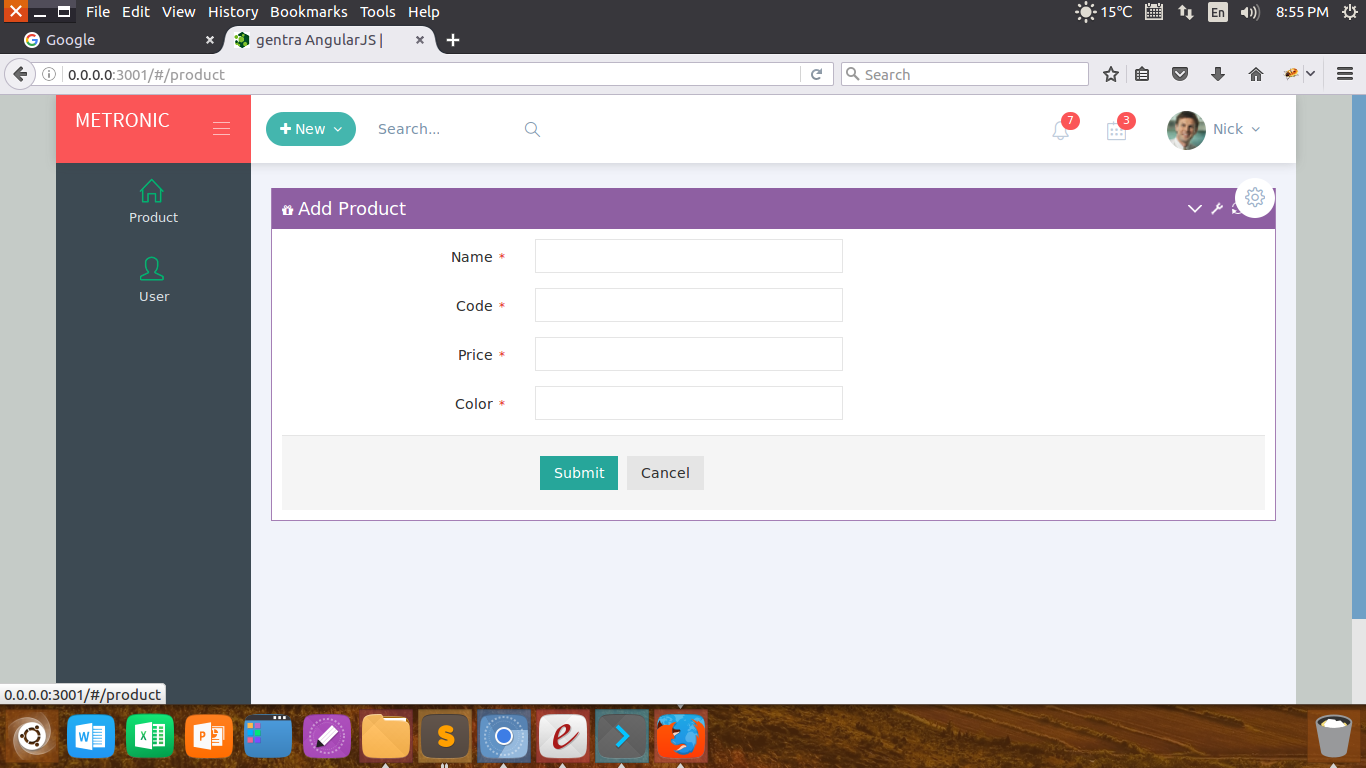 File Edit View History Bookmarks Tools Help
15°C En 8:55 PM
Google
gentra AngularJS |
0.0.0.0:3001/#/product
Search
METRONIC
New
Search...
7
3
Nick
Product
User
Add Product
Name *
Code *
Price *
Color *
Submit Cancel
0.0.0.0:3001/#/product
W
X
P
S
e